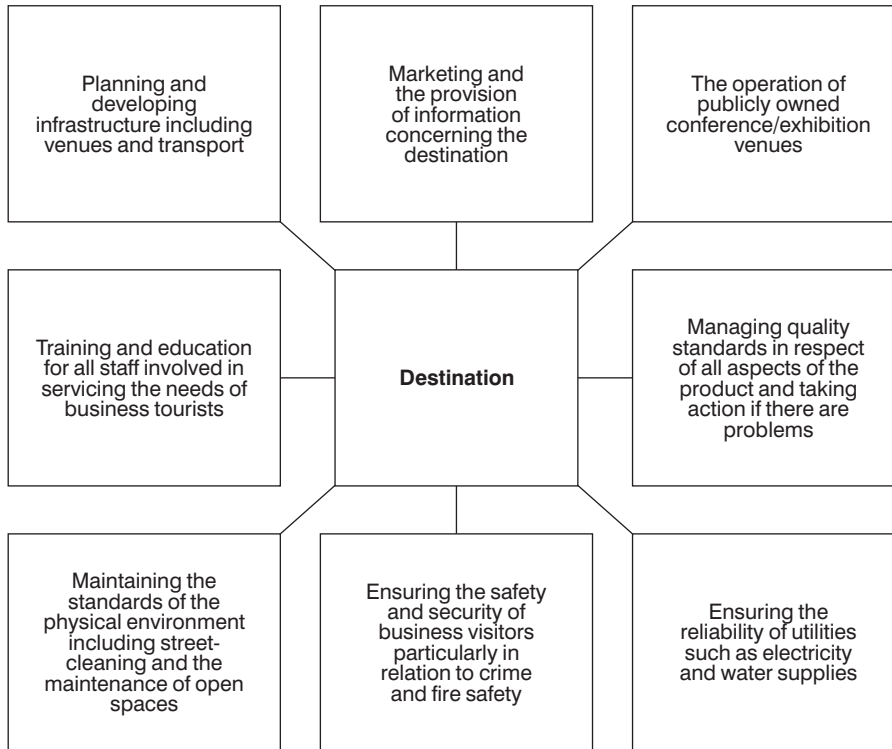 Planning and
developing
infrastructure including
venues and transport
Marketing and
the provision
of information
concerning the
destination
The operation of
publicly owned
conference/exhibition
venues
Training and education
for all staff involved in
servicing the needs of
business tourists
Destination
Managing quality
standards in respect
of all aspects of the
product and taking
action if there are
problems
Maintaining the
standards of the
physical environment
including street-
cleaning and the
maintenance of open
spaces
Ensuring the safety
and security of
business visitors
particularly in
relation to crime
and fire safety
Ensuring the
reliability of utilities
such as electricity
and water supplies